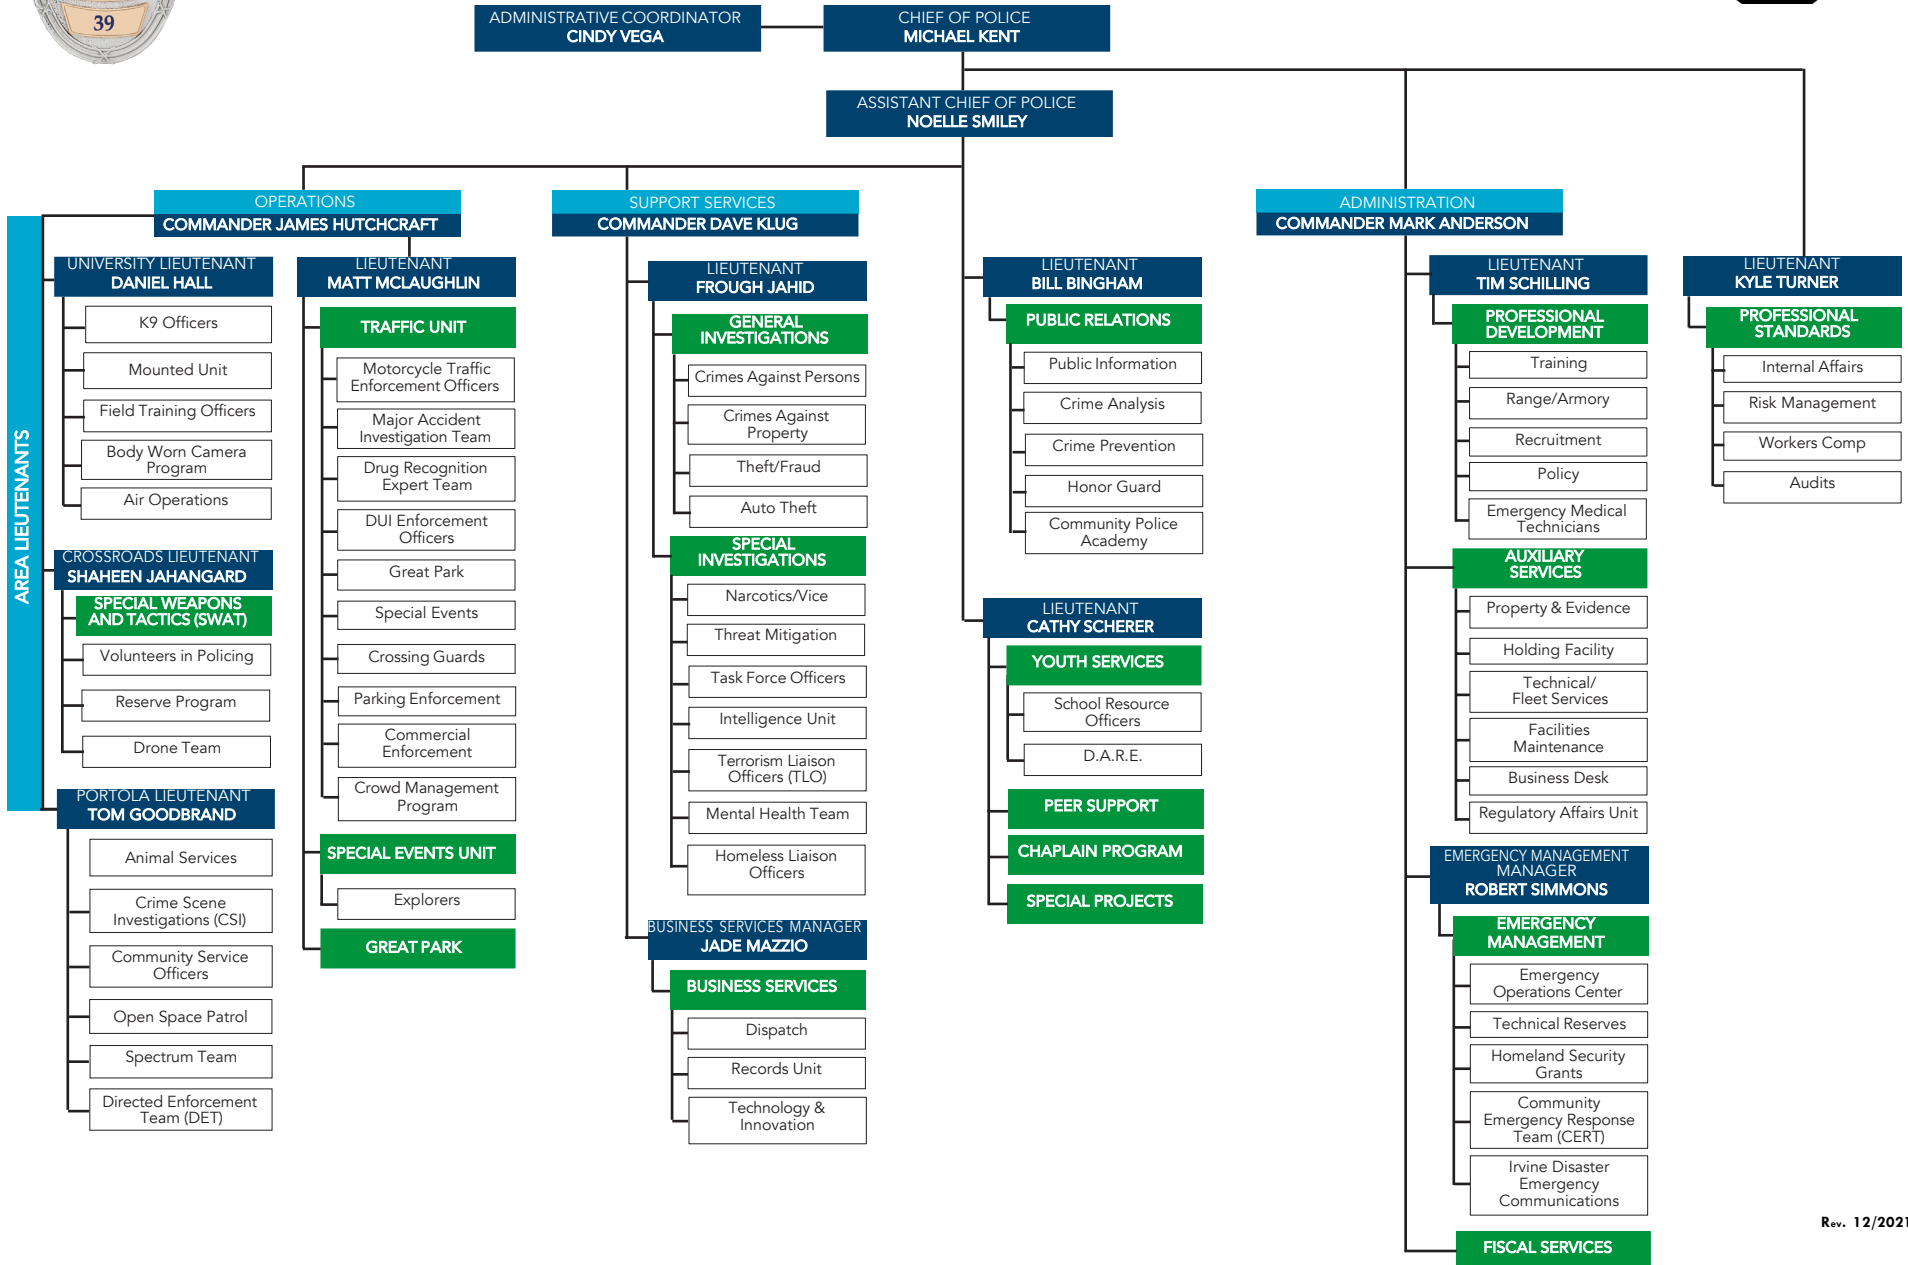 39
ADMINISTRATIVE COORDINATOR
CINDY VEGA
CHIEF OF POLICE
MICHAEL KENT
ASSISTANT CHIEF OF POLICE
NOELLE SMILEY
AREA LIEUTENANTS
OPERATIONS
COMMANDER JAMES HUTCHCRAFT
UNIVERSITY LIEUTENANT
DANIEL HALL
K9 Officers
Mounted Unit
Field Training Officers
Body Worn Camera
Program
Air Operations
CROSSROADS LIEUTENANT
SHAHEEN JAHANGARD
SPECIAL WEAPONS
AND TACTICS (SWAT)
Volunteers in Policing
Reserve Program
Drone Team
PORTOLA LIEUTENANT
TOM GOODBRAND
Animal Services
Crime Scene
Investigations (CSI)
Community Service
Officers
Open Space Patrol
Spectrum Team
Directed Enforcement
Team (DET)
LIEUTENANT
MATT MCLAUGHLIN
TRAFFIC UNIT
Motorcycle Traffic
Enforcement Officers
Major Accident
Investigation Team
Drug Recognition
Expert Team
DUI Enforcement
Officers
Great Park
Special Events
Crossing Guards
Parking Enforcement
Commercial
Enforcement
Crowd Management
Program
SPECIAL EVENTS UNIT
Explorers
GREAT PARK
SUPPORT SERVICES
COMMANDER DAVE KLUG
LIEUTENANT
FROUGH JAHID
GENERAL
INVESTIGATIONS
Crimes Against Persons
Crimes Against
Property
Theft/Fraud
Auto Theft
SPECIAL
INVESTIGATIONS
Narcotics/Vice
Threat Mitigation
Task Force Officers
Intelligence Unit
Terrorism Liaison
Officers (TLO)
Mental Health Team
Homeless Liaison
Officers
BUSINESS SERVICES MANAGER
JADE MAZZIO
BUSINESS SERVICES
Dispatch
Records Unit
Technology &
Innovation
LIEUTENANT
BILL BINGHAM
PUBLIC RELATIONS
Public Information
Crime Analysis
Crime Prevention
Honor Guard
Community Police
Academy
LIEUTENANT
CATHY SCHERER
YOUTH SERVICES
School Resource
Officers
D.A.R.E.
PEER SUPPORT
CHAPLAIN PROGRAM
SPECIAL PROJECTS
ADMINISTRATION
COMMANDER MARK ANDERSON
LIEUTENANT
TIM SCHILLING
PROFESSIONAL
DEVELOPMENT
Training
Range/Armory
Recruitment
Policy
Emergency Medical
Technicians
AUXILIARY
SERVICES
Property & Evidence
Holding Facility
Technical/
Fleet Services
Facilities
Maintenance
Business Desk
Regulatory Affairs Unit
EMERGENCY MANAGEMENT
MANAGER
ROBERT SIMMONS
EMERGENCY
MANAGEMENT
Emergency
Operations Center
Technical Reserves
Homeland Security
Grants
Community
Emergency Response
Team (CERT)
Irvine Disaster
Emergency
Communications
FISCAL SERVICES
LIEUTENANT
KYLE TURNER
PROFESSIONAL
STANDARDS
Internal Affairs
Risk Management
Workers Comp
Audits
Rev. 12/2021